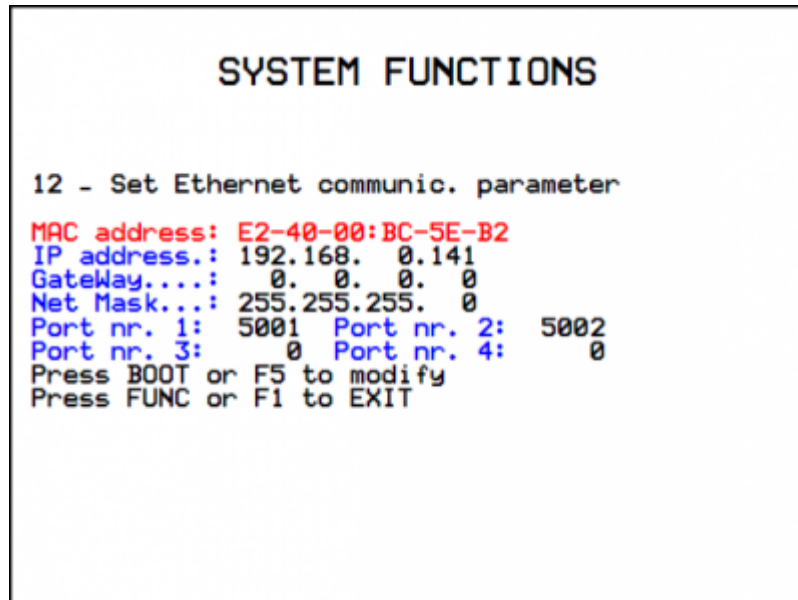 SYSTEM FUNCTIONS
12 - Set Ethernet communic. parameter
MAC address: E2-40-00:BC-5E-B2
IP address.: 192.168.  0.141
GateWay....:   0.  0.  0.  0
Net Mask...: 255.255.255.  0
Port nr. 1:  5001  Port nr. 2:  5002
Port nr. 3:     0  Port nr. 4:     0
Press BOOT or F5 to modify
Press FUNC or F1 to EXIT